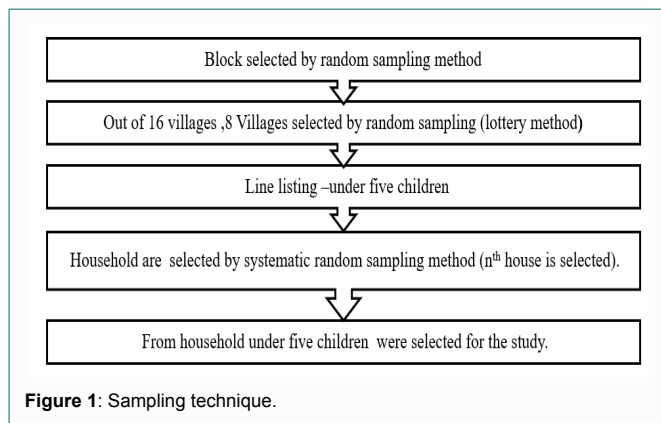 Block selected by random sampling method
Out of 16 villages ,8 Villages selected by random sampling (lottery method)
Line listing –under five children
Household are selected by systematic random sampling method (nth house is selected).
From household under five children were selected for the study.
Figure 1: Sampling technique.